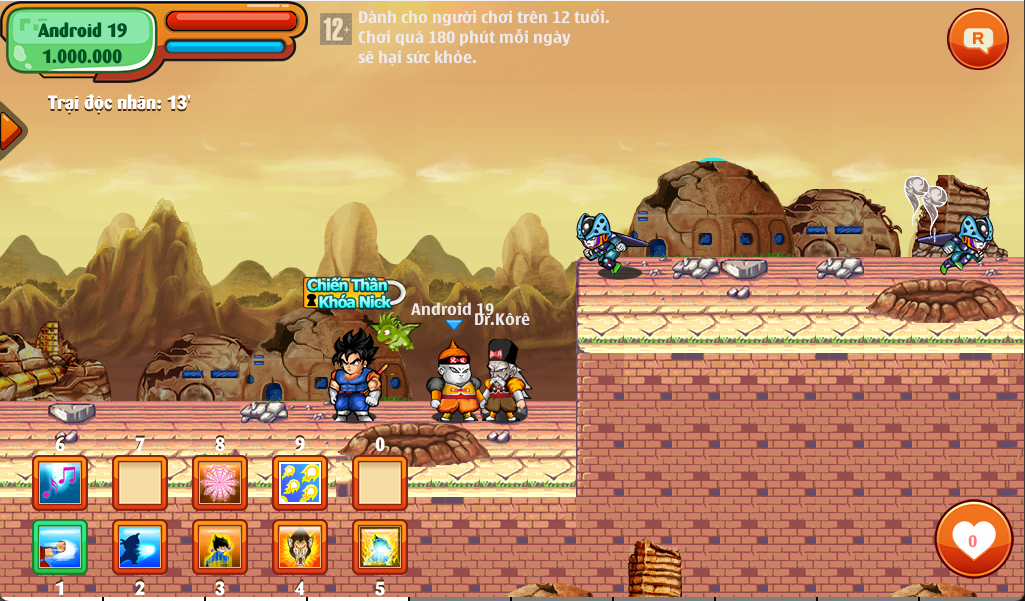 Android 19
1.000.000
12+
Dành cho người chơi trên 12 tuổi.
Chơi quá 180 phút mỗi ngày
sẽ hại sức khỏe.
R
Trại độc nhãn: 13'
Chiến Thần
Khóa Nick
Android 19
Dr.Kôrê
6 7 8 9 0
1 2 3 4 5
0